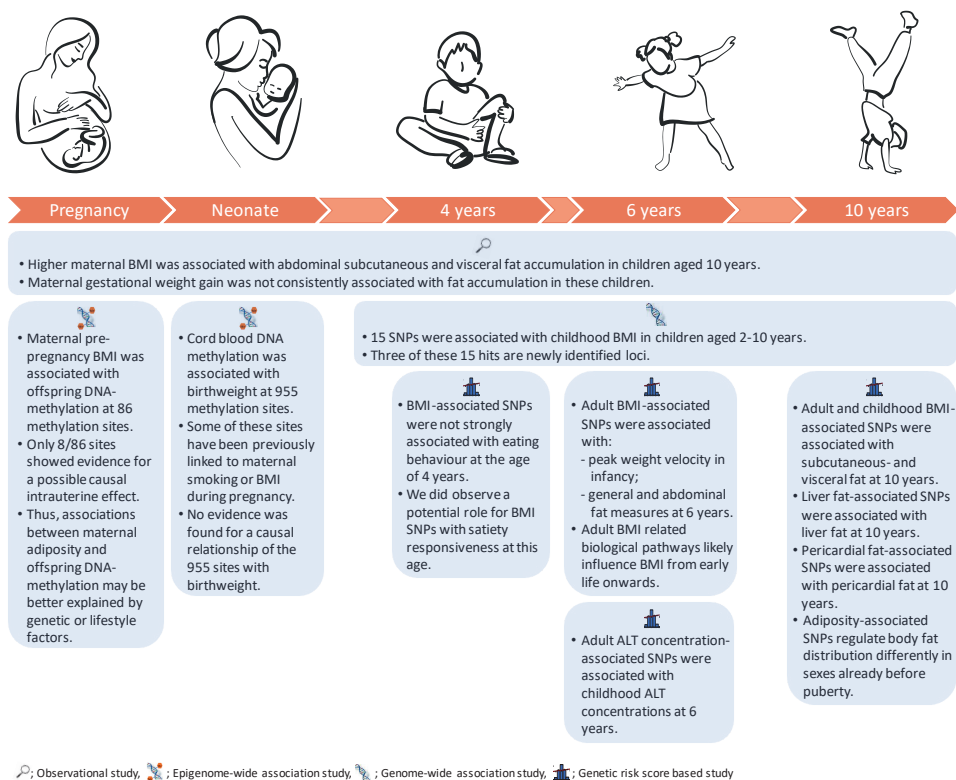 Pregnancy
Neonate
4 years
6 years
10 years
• Higher maternal BMI was associated with abdominal subcutaneous and visceral fat accumulation in children aged 10 years.
• Maternal gestational weight gain was not consistently associated with fat accumulation in these children.
• Maternal pre-
pregnancy BMI was
associated with
offspring DNA-
methylation at 86
methylation sites.
• Only 8/86 sites
showed evidence for
a possible causal
intrauterine effect.
• Thus, associations
between maternal
adiposity and
offspring DNA-
methylation may be
better explained by
genetic or lifestyle
factors.
• Cord blood DNA
methylation was
associated with
birthweight at 955
methylation sites.
• Some of these sites
have been previously
linked to maternal
smoking or BMI
during pregnancy.
• No evidence was
found for a causal
relationship of the
955 sites with
birthweight.
• 15 SNPs were associated with childhood BMI in children aged 2-10 years.
• Three of these 15 hits are newly identified loci.
• BMI-associated SNPs
were not strongly
associated with eating
behaviour at the age
of 4 years.
• We did observe a
potential role for BMI
SNPs with satiety
responsiveness at this
age.
• Adult BMI-associated
SNPs were associated
with:
- peak weight velocity in
infancy;
- general and abdominal
fat measures at 6 years.
• Adult BMI related
biological pathways likely
influence BMI from early
life onwards.
• Adult ALT concentration-
associated SNPs were
associated with
childhood ALT
concentrations at 6
years.
• Adult and childhood BMI-
associated SNPs were
associated with
subcutaneous- and
visceral fat at 10 years.
• Liver fat-associated SNPs
were associated with
liver fat at 10 years.
• Pericardial fat-associated
SNPs were associated
with pericardial fat at 10
years.
• Adiposity-associated
SNPs regulate body fat
distribution differently in
sexes already before
puberty.
; Observational study, ; Epigenome-wide association study, ; Genome-wide association study, ; Genetic risk score based study